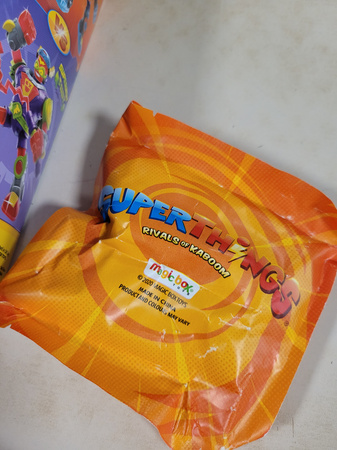 SUPERTHINGS®
RIVALS OF KABOOM
magicbox
© 2020 MAGIC BOX TOYS
MADE IN CHINA
PRODUCT AND COLOURS MAY VARY